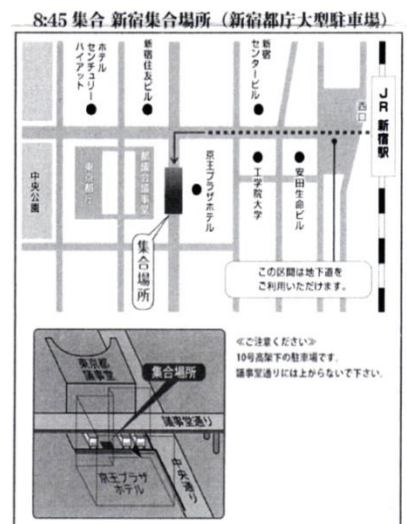 8:45 集合 新宿集合場所（新宿都庁大型駐車場）
ホテル
センチュリー
ハイアット
新宿住友ビル
新宿
センタービル
西口
JR 新宿駅
中央公園
東京都庁
都議会議事堂
京王プラザホテル
工学院大学
安田生命ビル
集合場所
この区間は地下道を
ご利用いただけます。
≪ご注意ください≫
10号高架下の駐車場です.
議事堂通りには上がらないで下さい.
東京都
議事堂
集合場所
議事堂通り
中央通り
京王プラザ
ホテル